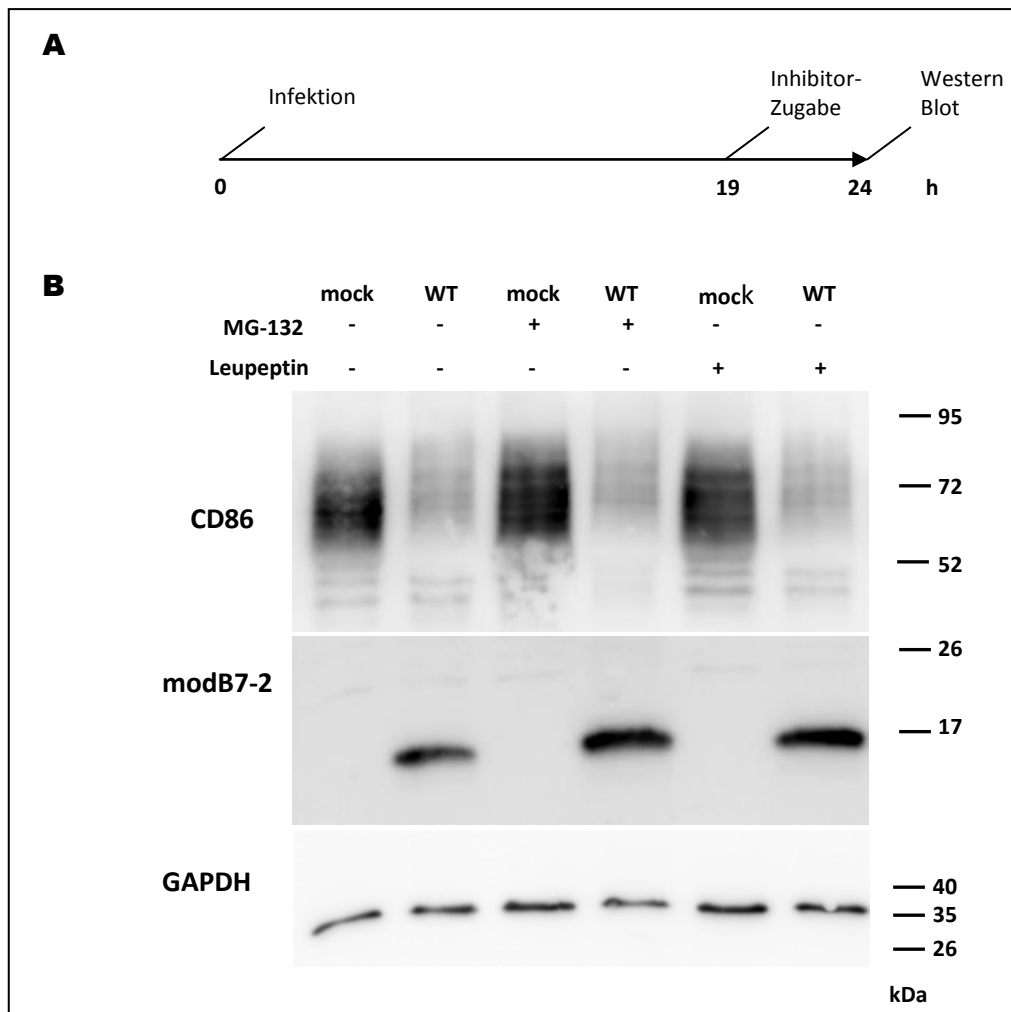 A
Infektion
Inhibitor-
Zugabe
Western
Blot
0 19 24 h
B
mock WT mock WT mock WT
MG-132 - - + + - -
Leupeptin - - - - + +
95
72
CD86
52
26
modB7-2
17
GAPDH
40
35
26
kDa